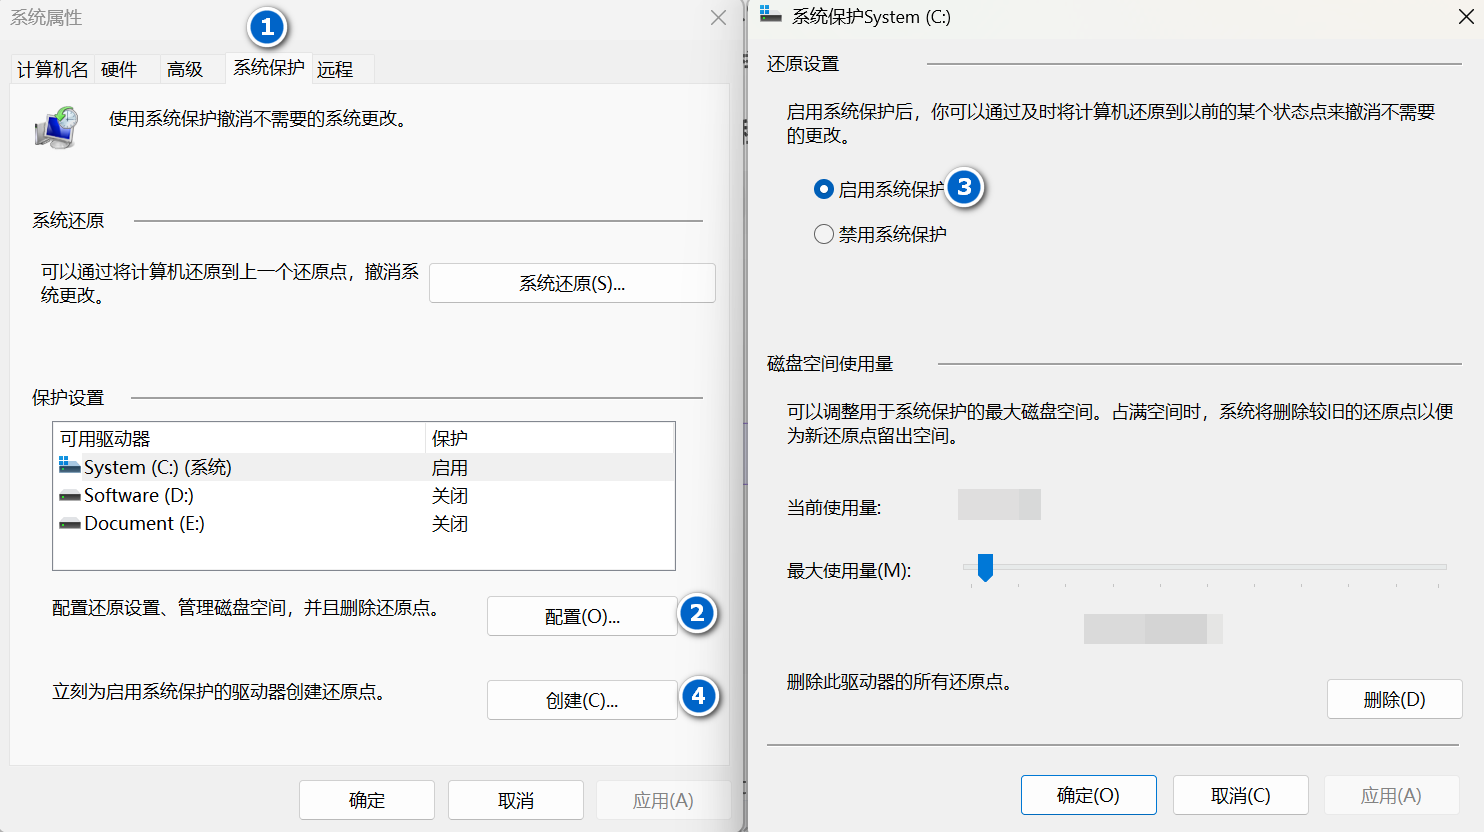 系统属性
1
计算机名 硬件 高级 系统保护 远程
使用系统保护撤消不需要的系统更改。
系统还原
可以通过将计算机还原到上一个还原点，撤消系
统更改。
系统还原(S)...
保护设置
可用驱动器 保护
System (C:) (系统) 启用
Software (D:) 关闭
Document (E:) 关闭
配置还原设置、管理磁盘空间，并且删除还原点。
配置(O)... 2
立刻为启用系统保护的驱动器创建还原点。
创建(C)... 4
确定 取消 应用(A)
系统保护System (C:)
还原设置
启用系统保护后，你可以通过及时将计算机还原到以前的某个状态点来撤消不需要
的更改。
启用系统保护 3
禁用系统保护
磁盘空间使用量
可以调整用于系统保护的最大磁盘空间。占满空间时，系统将删除较旧的还原点以便
为新还原点留出空间。
当前使用量:
最大使用量(M):
删除此驱动器的所有还原点。
删除(D)
确定(O) 取消(C) 应用(A)